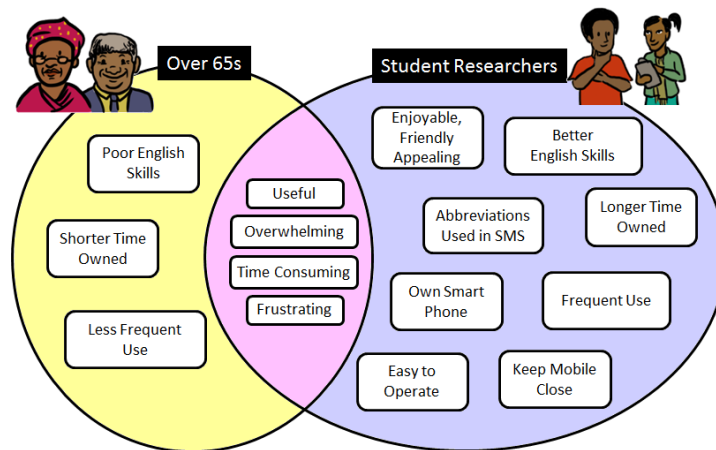 Over 65s
Student Researchers
Poor English
Skills
Shorter Time
Owned
Less Frequent
Use
Useful
Overwhelming
Time Consuming
Frustrating
Enjoyable,
Friendly
Appealing
Better
English Skills
Abbreviations
Used in SMS
Longer Time
Owned
Own Smart
Phone
Frequent Use
Easy to
Operate
Keep Mobile
Close